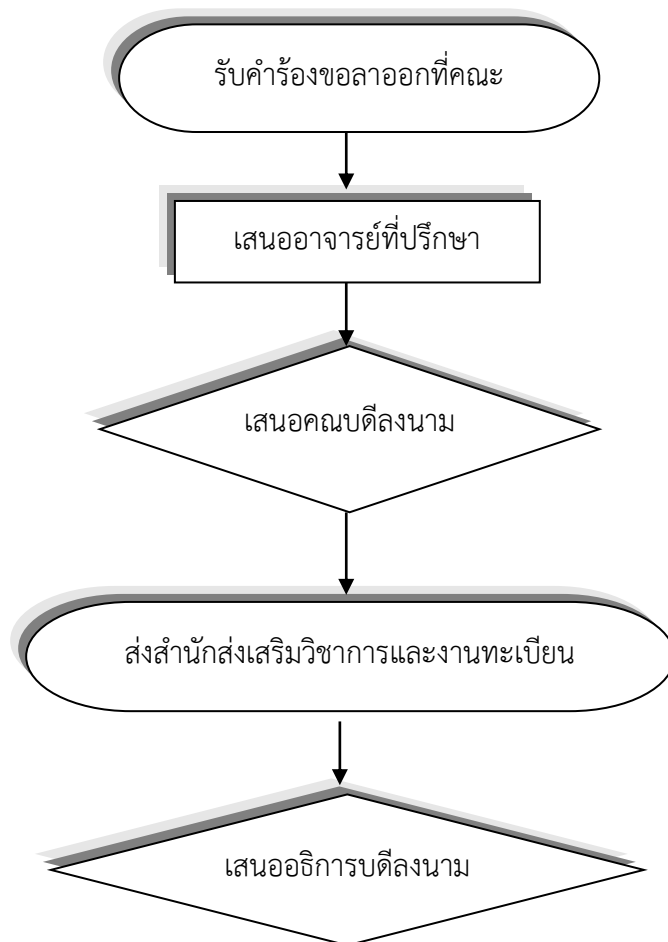 รับคำร้องขอลาออกที่คณะ
เสนออาจารย์ที่ปรึกษา
เสนอคณบดีลงนาม
ส่งสำนักส่งเสริมวิชาการและงานทะเบียน
เสนออธิการบดีลงนาม